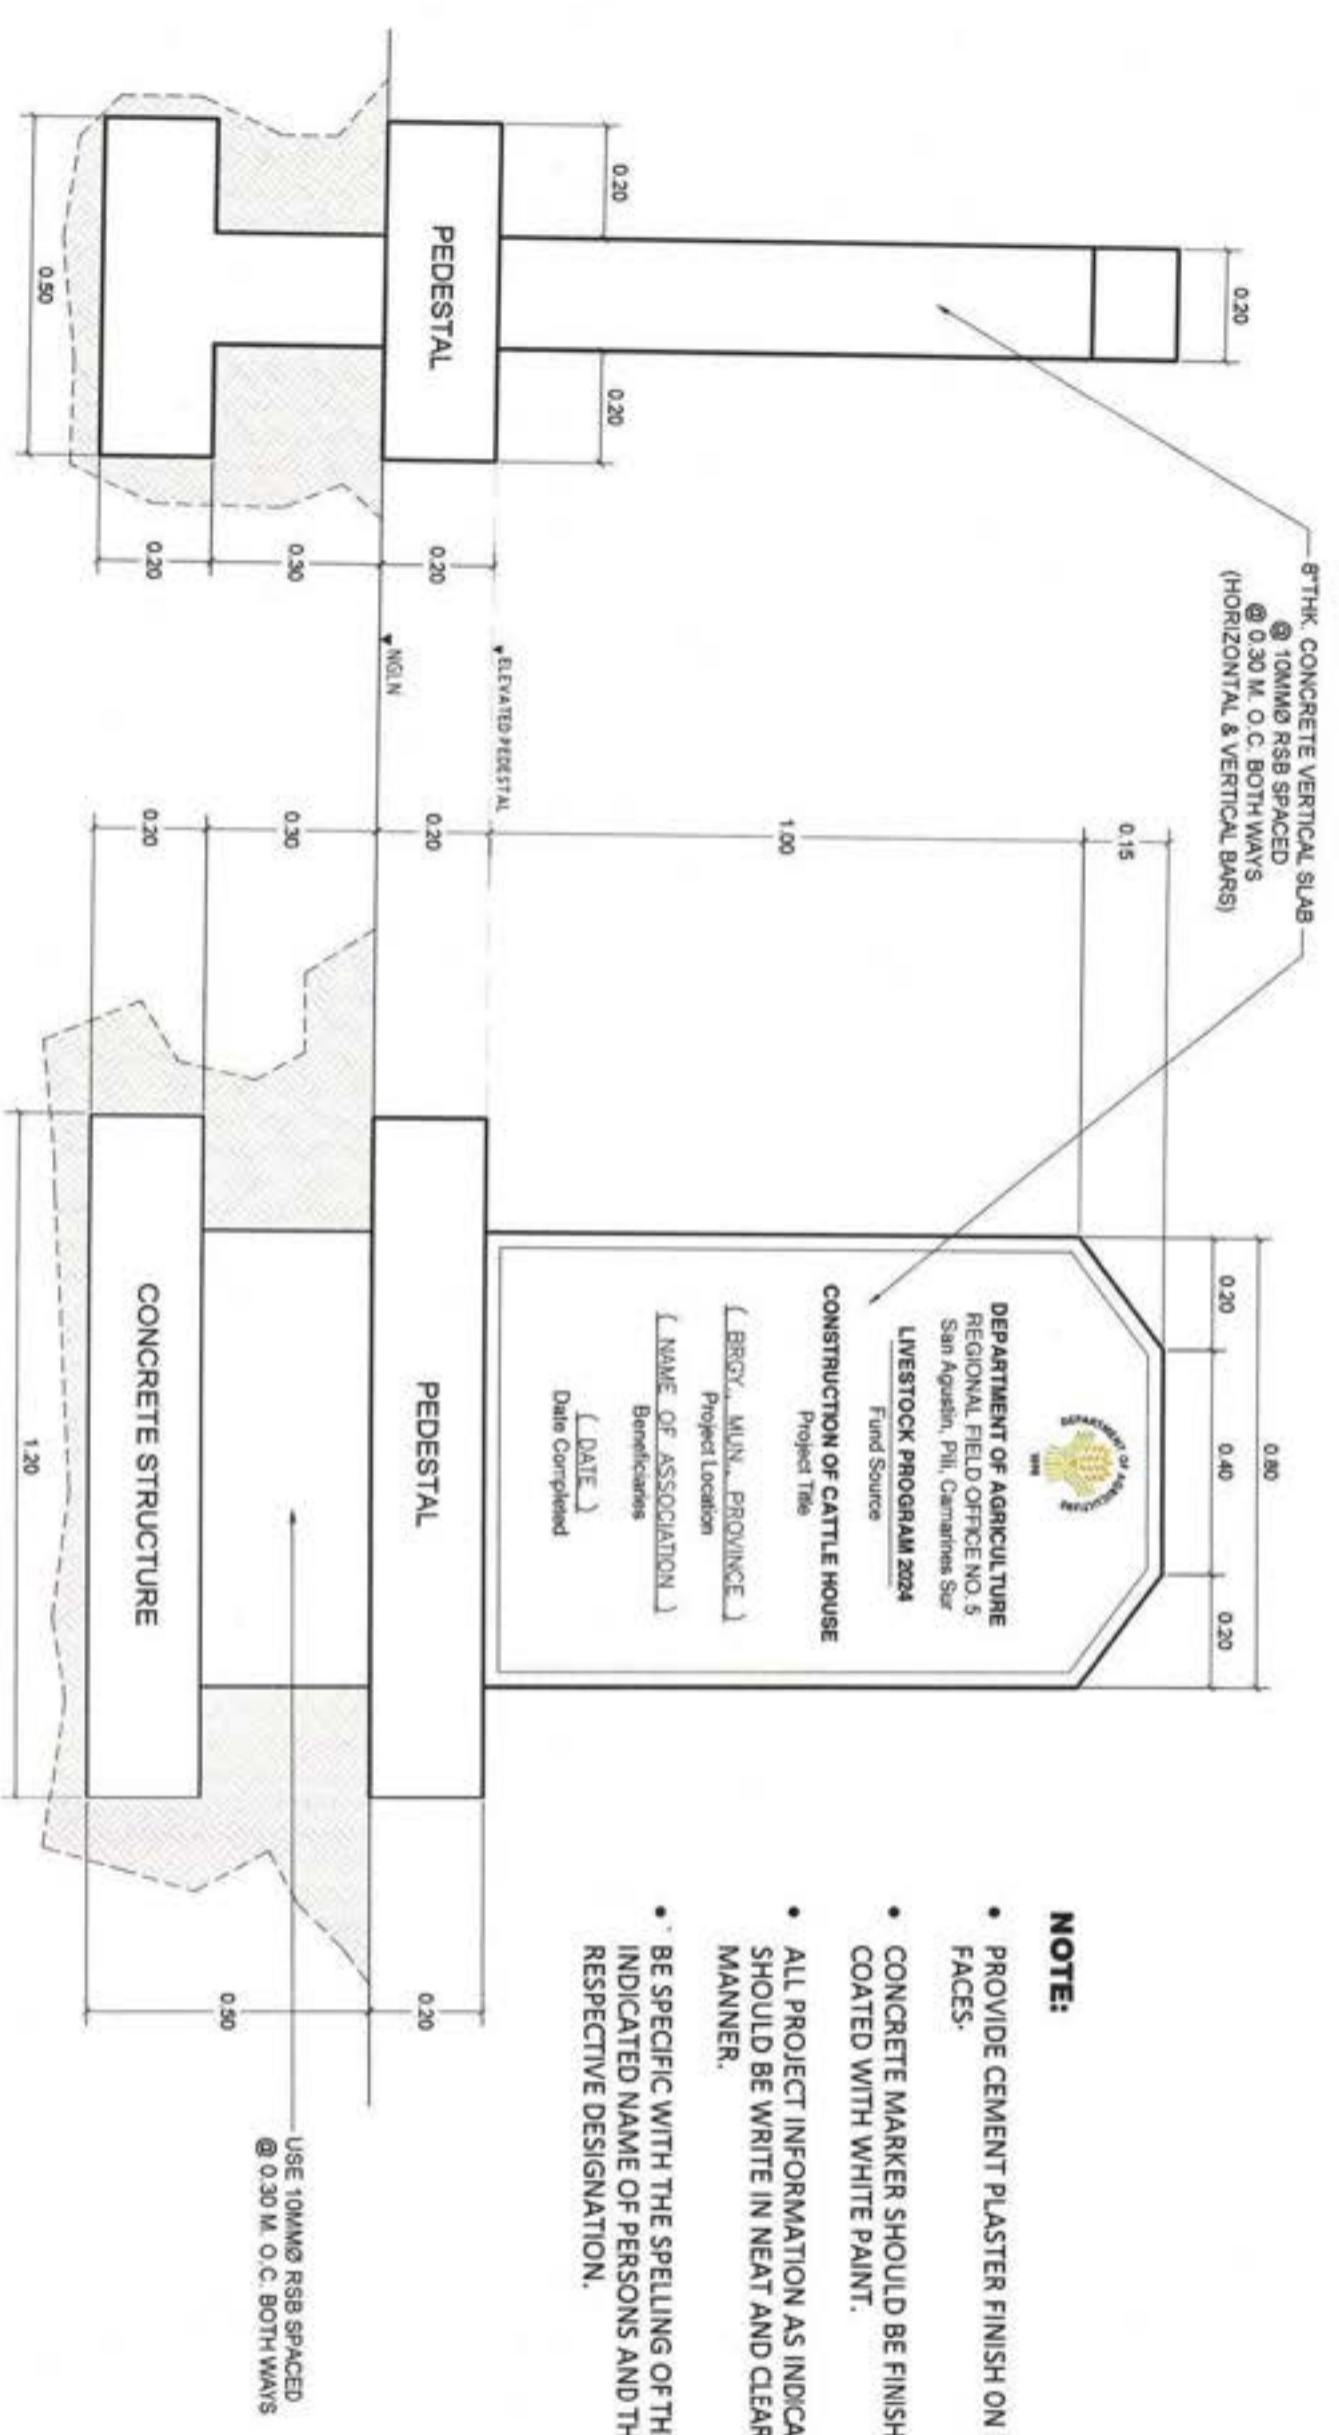 8"THK. CONCRETE VERTICAL SLAB
@ 10MMØ RSB SPACED
@ 0.30 M. O.C. BOTH WAYS
(HORIZONTAL & VERTICAL BARS)
0.20
0.20
0.20
PEDESTAL
0.50
0.20
0.30
0.20
ELEVATED PEDESTAL
NGLN
0.15
1.00
0.20
0.30
0.20
0.80
0.20
0.40
0.20
DEPARTMENT OF AGRICULTURE
1898
DEPARTMENT OF AGRICULTURE
REGIONAL FIELD OFFICE NO. 5
San Agustin, Pili, Camarines Sur
LIVESTOCK PROGRAM 2024
Fund Source
CONSTRUCTION OF CATTLE HOUSE
Project Title
( BRGY., MUN., PROVINCE )
Project Location
( NAME OF ASSOCIATION )
Beneficiaries
( DATE )
Date Completed
PEDESTAL
CONCRETE STRUCTURE
1.20
0.20
0.50
USE 10MMØ RSB SPACED
@ 0.30 M. O.C. BOTH WAYS
NOTE:
• PROVIDE CEMENT PLASTER FINISH ON
FACES.
• CONCRETE MARKER SHOULD BE FINISH
COATED WITH WHITE PAINT.
• ALL PROJECT INFORMATION AS INDICA
SHOULD BE WRITE IN NEAT AND CLEAR
MANNER.
• BE SPECIFIC WITH THE SPELLING OF TH
INDICATED NAME OF PERSONS AND TH
RESPECTIVE DESIGNATION.